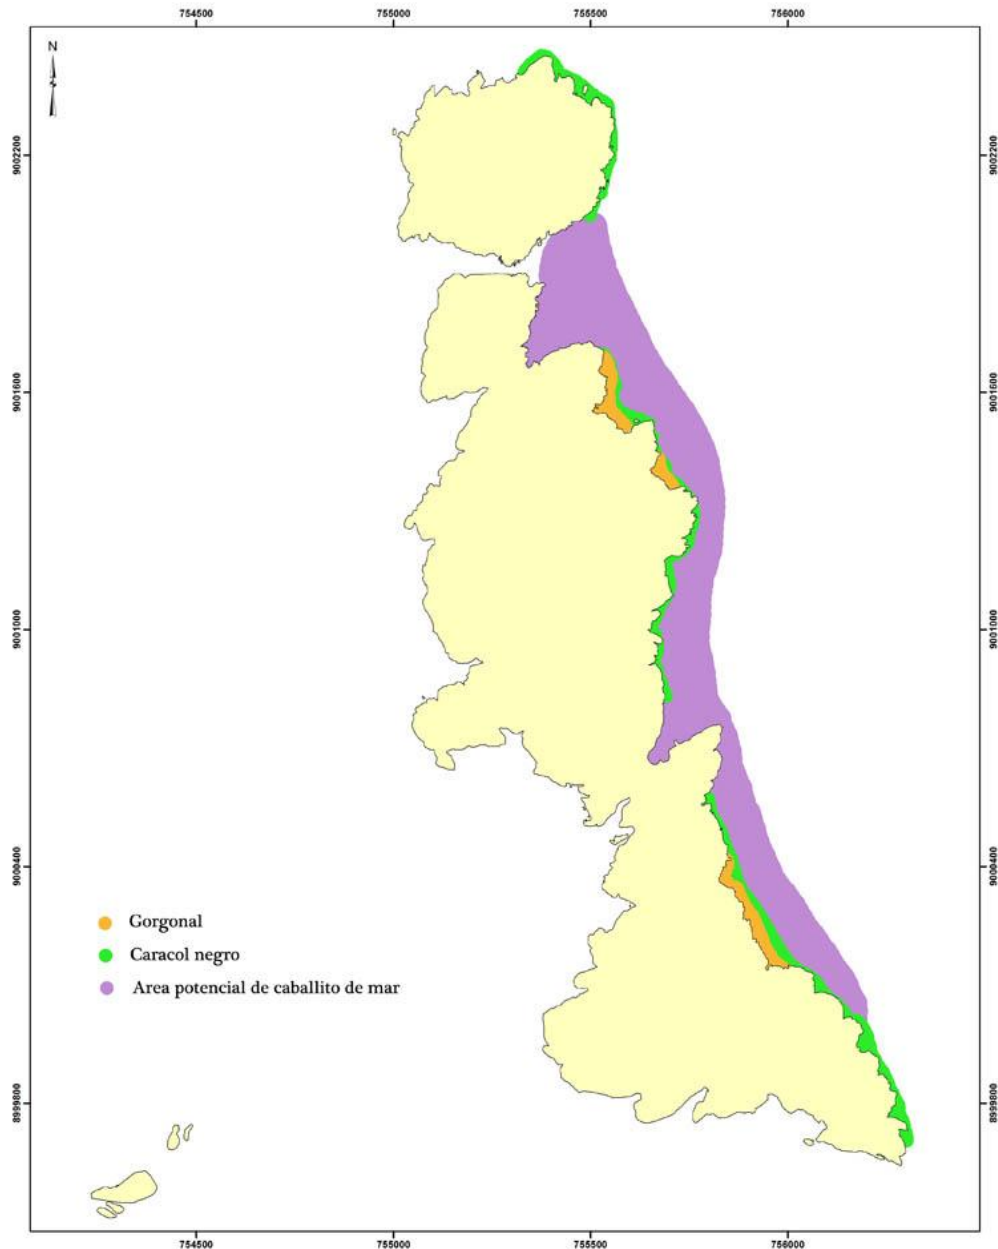 754500 755000 755500 756000
N
9002200 9002200
9001600 9001600
9001000 9001000
9000400 9000400
Gorgonal
Caracol negro
Area potencial de caballito de mar
8999800 8999800
754500 755000 755500 756000